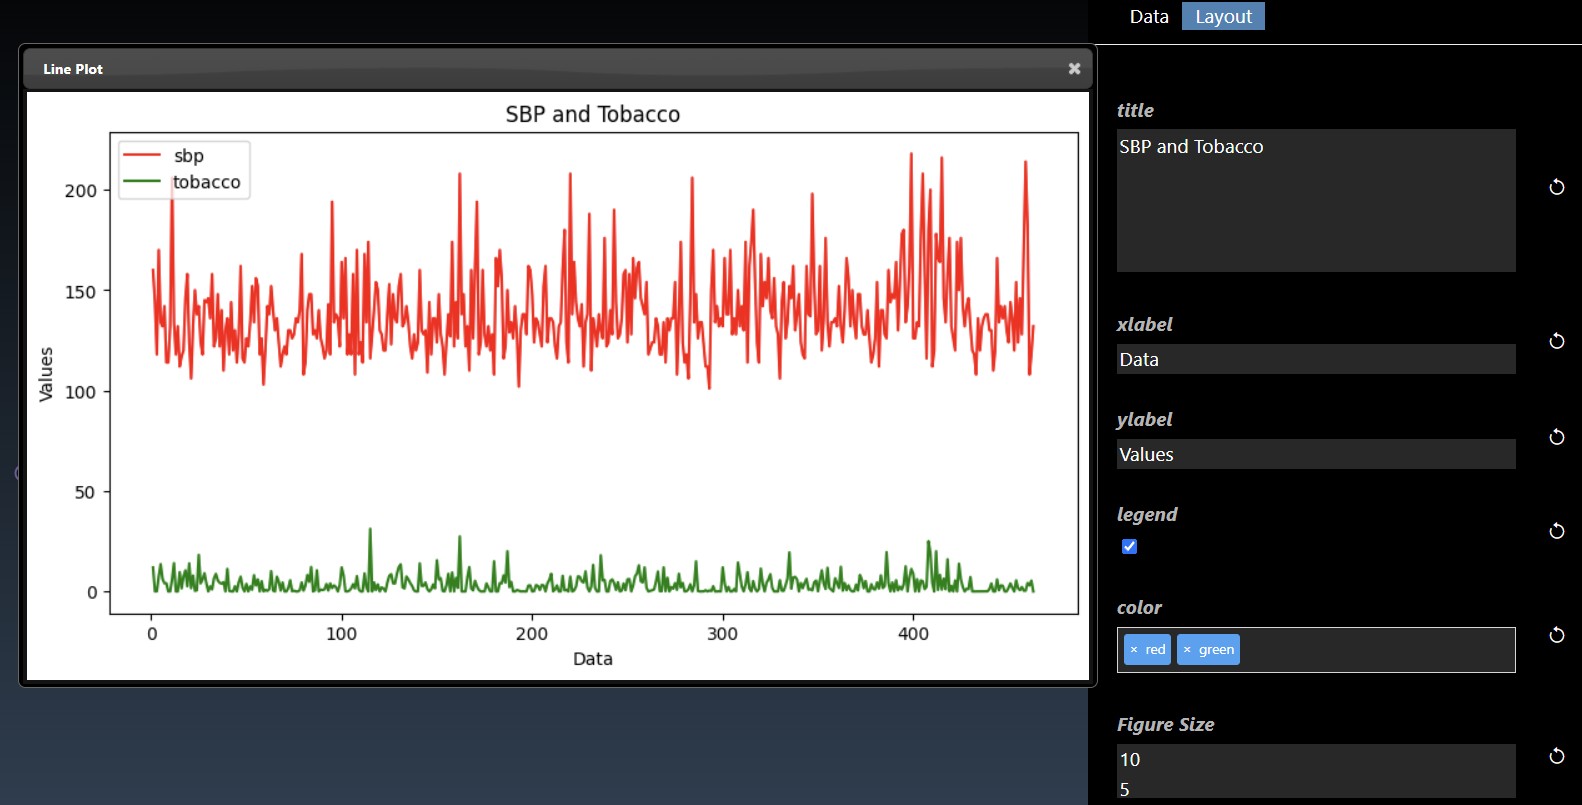 Data Layout
Line Plot
SBP and Tobacco
sbp
tobacco
200
150
100
50
0
Values
0 100 200 300 400
Data
title
SBP and Tobacco
xlabel
Data
ylabel
Values
legend
color
× red × green
Figure Size
10
5